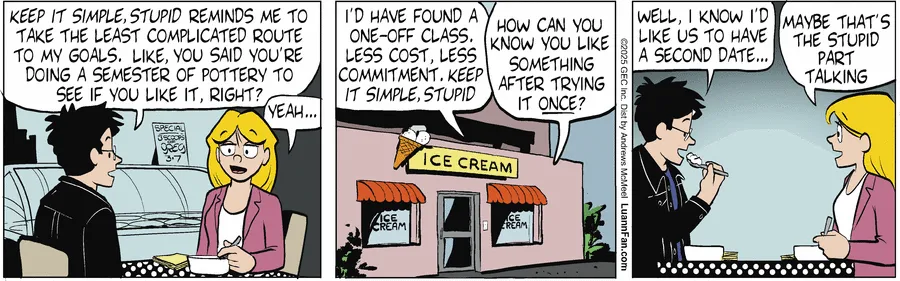 KEEP IT SIMPLE, STUPID REMINDS ME TO
TAKE THE LEAST COMPLICATED ROUTE
TO MY GOALS. LIKE, YOU SAID YOU'RE
DOING A SEMESTER OF POTTERY TO
SEE IF YOU LIKE IT, RIGHT?
YEAH...
SPECIAL
3 SCOOPS
OREO
3.7
I'D HAVE FOUND A
ONE-OFF CLASS.
LESS COST, LESS
COMMITMENT. KEEP
IT SIMPLE, STUPID
HOW CAN YOU
KNOW YOU LIKE
SOMETHING
AFTER TRYING
IT ONCE?
ICE CREAM
ICE
CREAM
ICE
CREAM
©2025 GEC Inc. Dist by Andrews McMeel LuannFan.com
WELL, I KNOW I'D
LIKE US TO HAVE
A SECOND DATE...
MAYBE THAT'S
THE STUPID
PART
TALKING